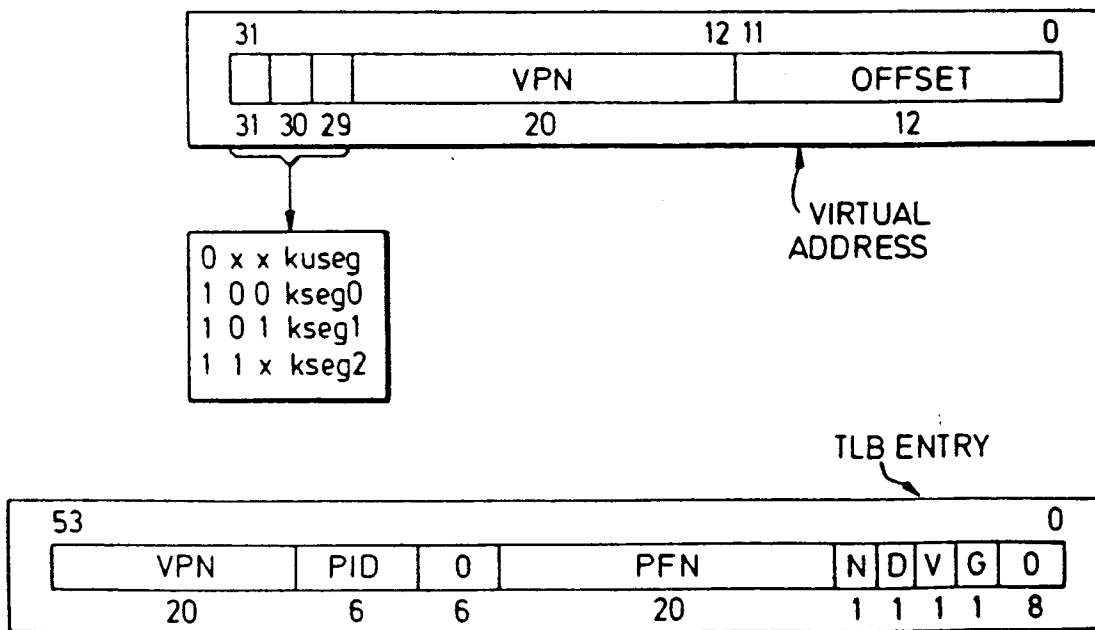 31 12 11 0
VPN OFFSET
31 30 29 20 12
VIRTUAL
ADDRESS
0 x x kuseg
1 0 0 kseg0
1 0 1 kseg1
1 1 x kseg2
TLB ENTRY
53 0
VPN PID 0 PFN N D V G 0
20 6 6 20 1 1 1 1 8